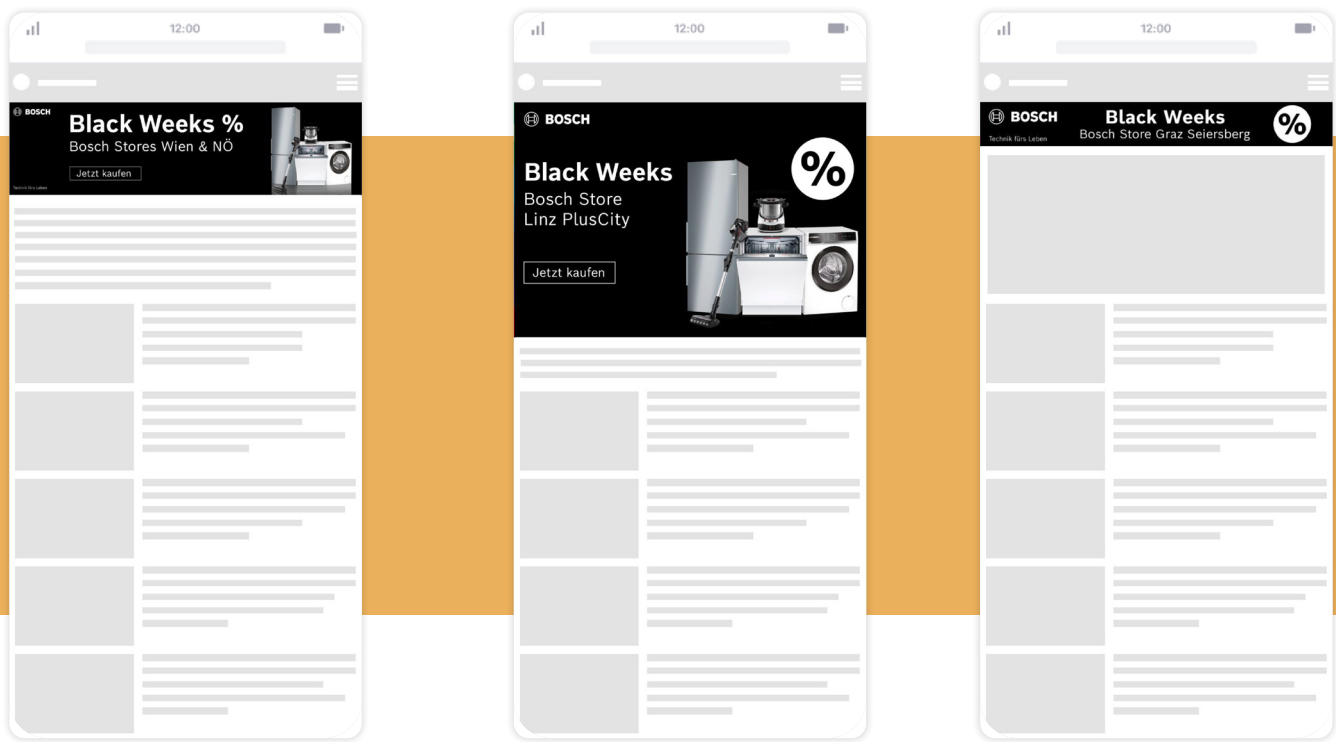 12:00
BOSCH
Black Weeks %
Bosch Stores Wien & NÖ
Jetzt kaufen
Technik fürs Leben
12:00
BOSCH
%
Black Weeks
Bosch Store
Linz PlusCity
Jetzt kaufen
12:00
BOSCH
Technik fürs Leben
Black Weeks
Bosch Store Graz Seiersberg
%